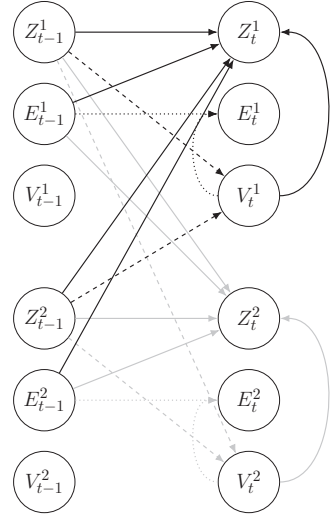 Z^1_{t-1} Z^1_t
E^1_{t-1} E^1_t
V^1_{t-1} V^1_t
Z^2_{t-1} Z^2_t
E^2_{t-1} E^2_t
V^2_{t-1} V^2_t